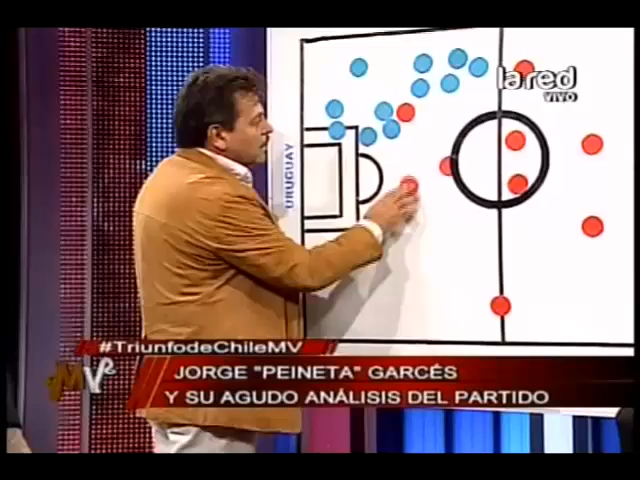 la red
VIVO
URUGUAY
#TriunfodeChileMV
MV
JORGE "PEINETA" GARCÉS
Y SU AGUDO ANÁLISIS DEL PARTIDO